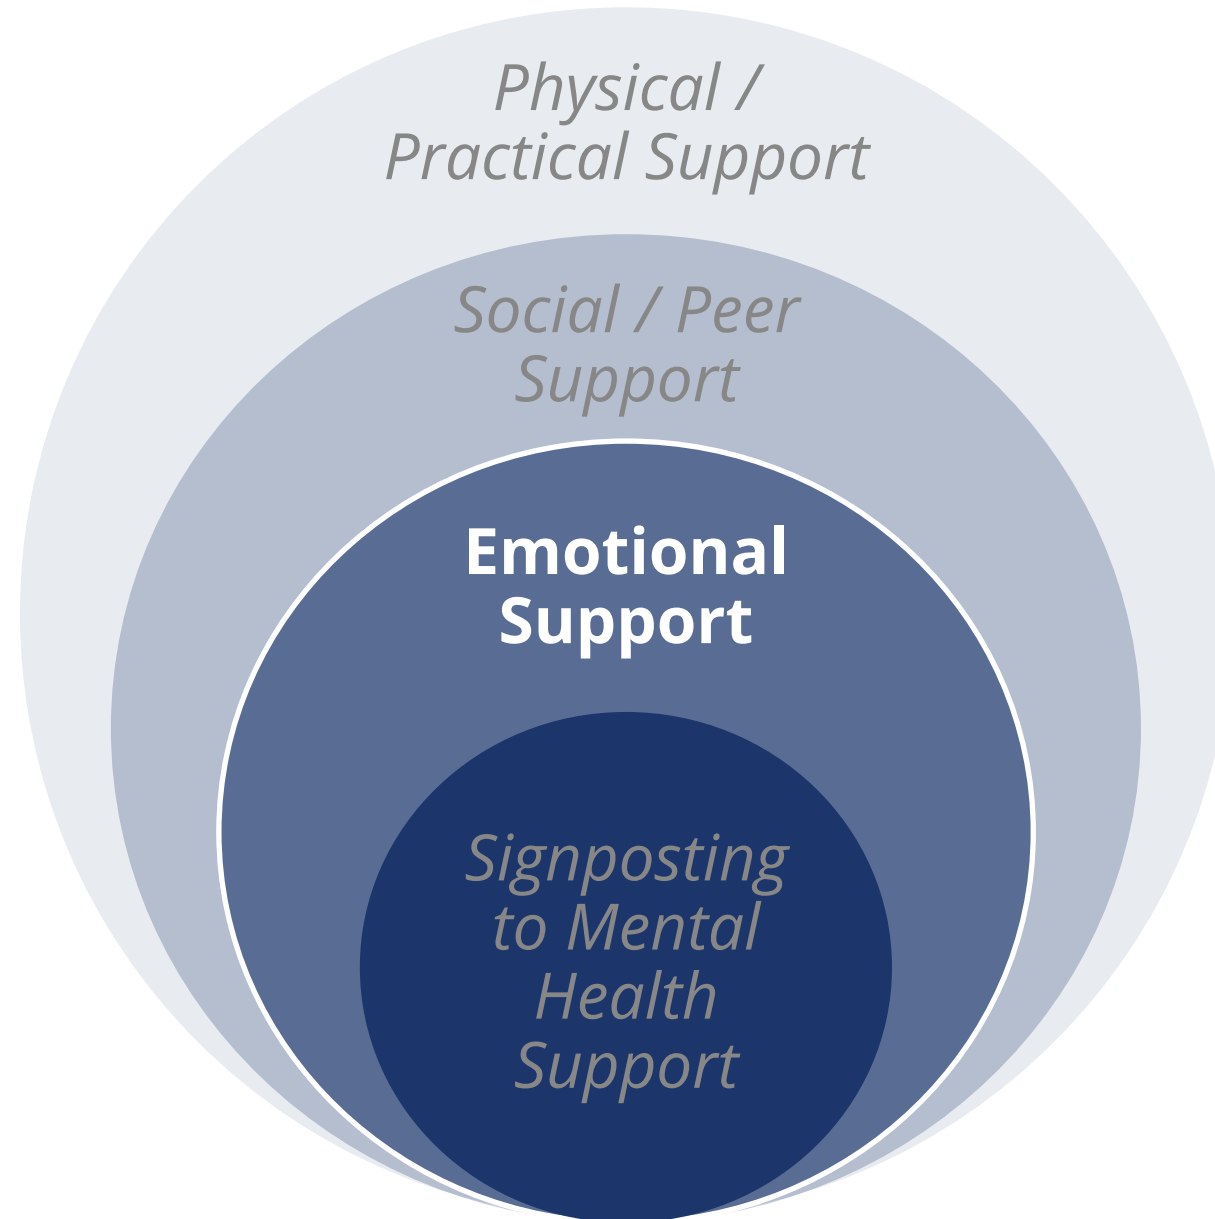 Physical /
Practical Support
Social / Peer
Support
Emotional
Support
Signposting
to Mental
Health
Support